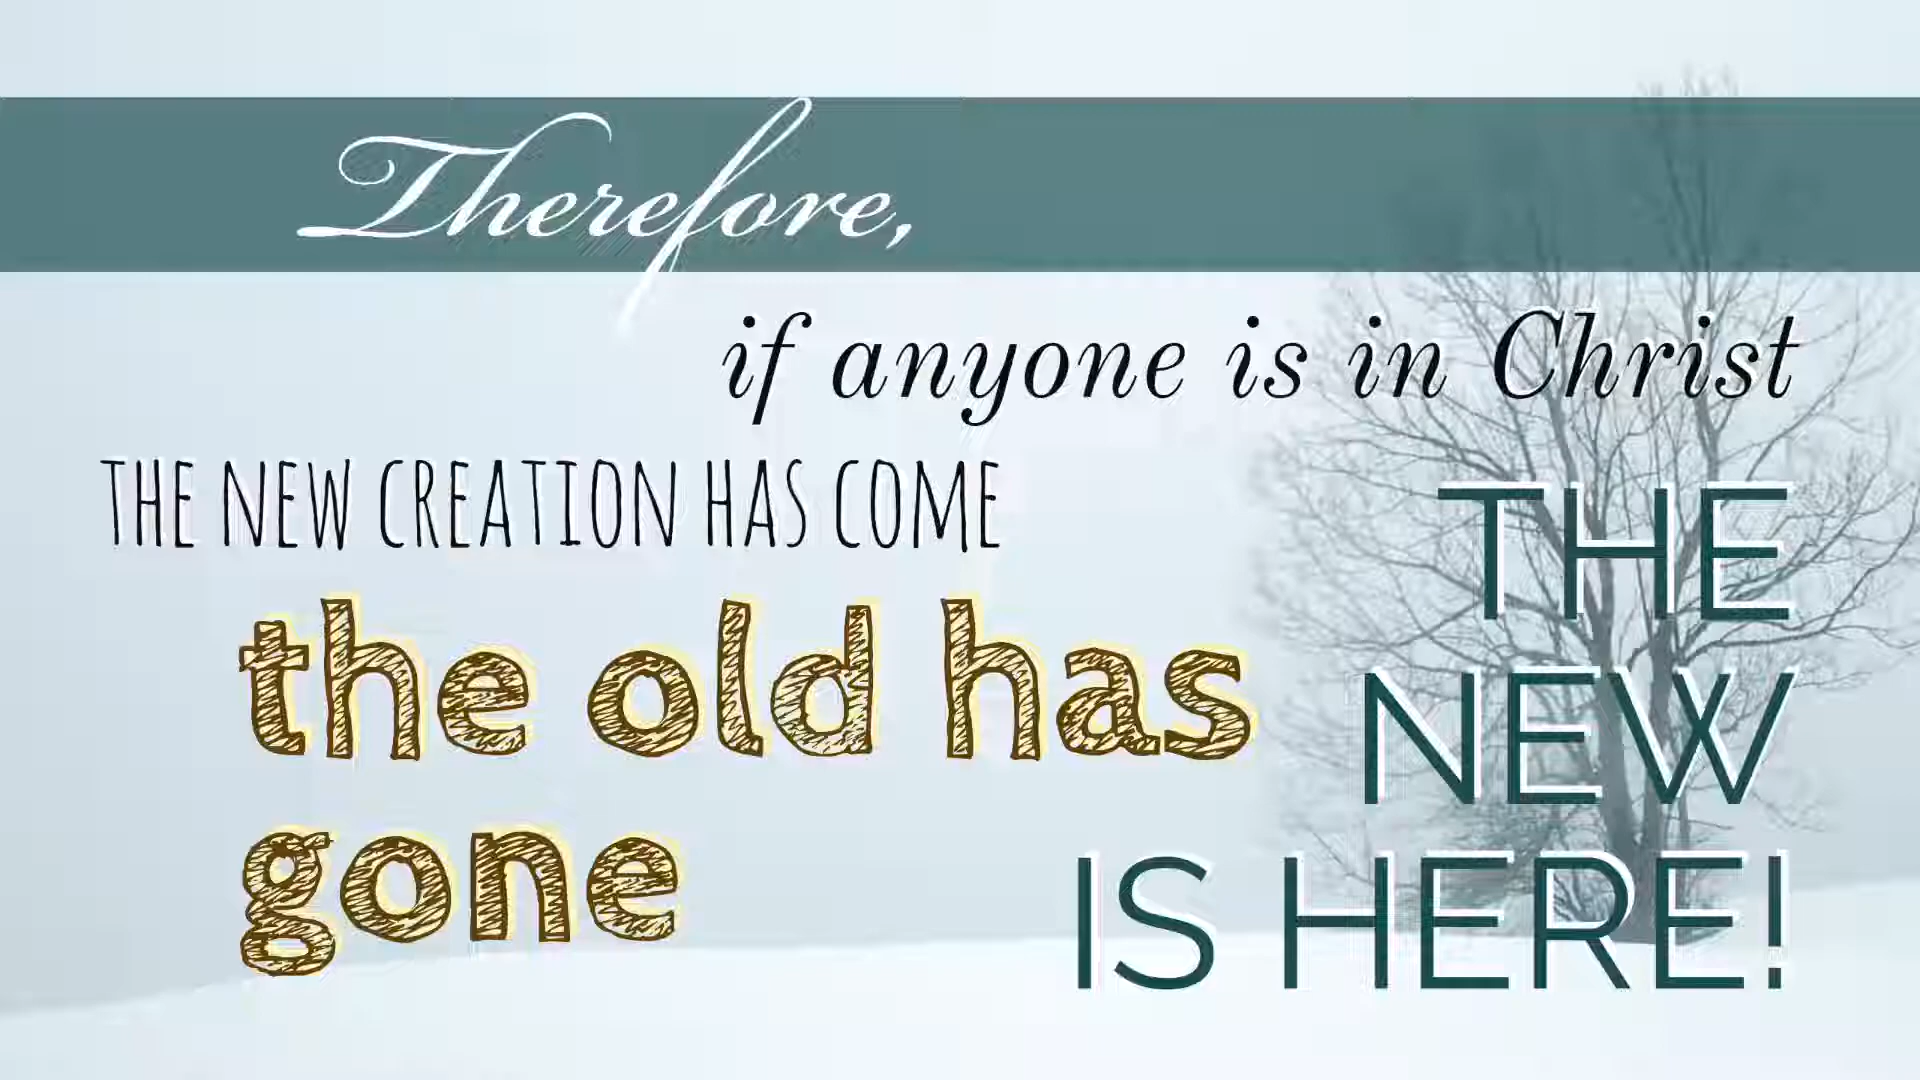 Therefore,
if anyone is in Christ
THE NEW CREATION HAS COME
the old has
gone
THE
NEW
IS HERE!